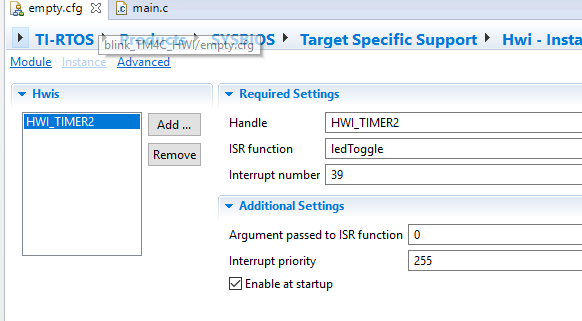 empty.cfg main.c
TI-RTOS Products SYSBIOS Target Specific Support Hwi - Insta
blink_TM4C_HWI/empty.cfg
Module Instance Advanced
Hwis
HWI_TIMER2
Add ...
Remove
Required Settings
Handle HWI_TIMER2
ISR function ledToggle
Interrupt number 39
Additional Settings
Argument passed to ISR function 0
Interrupt priority 255
Enable at startup